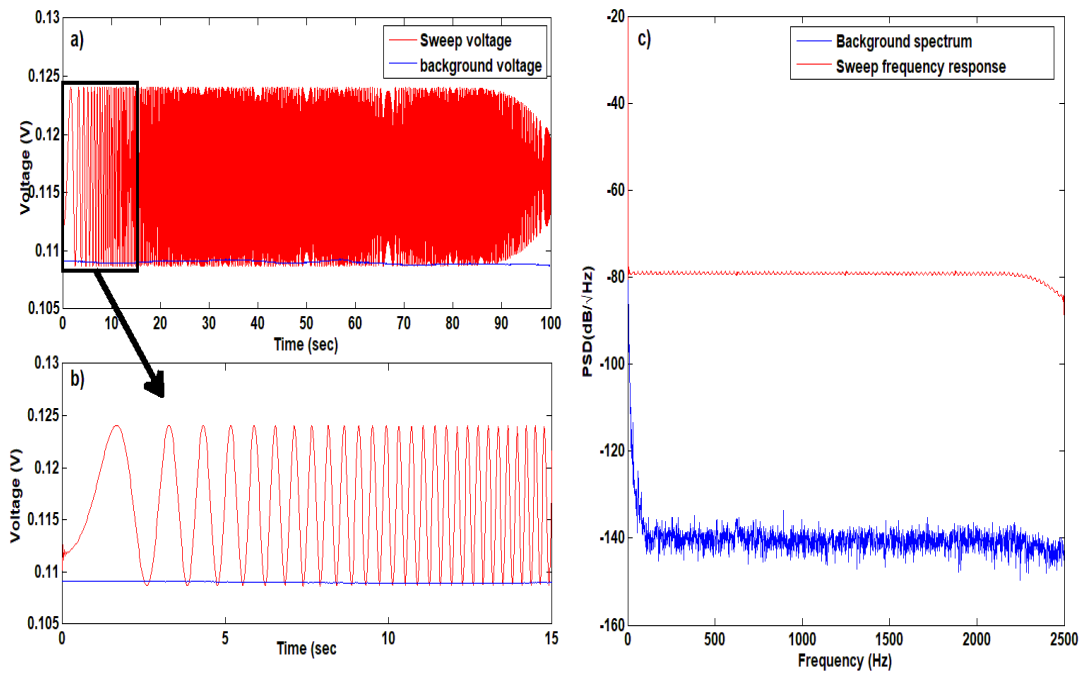 a)
Sweep voltage
background voltage
Voltage (V)
0.13
0.125
0.12
0.115
0.11
0.105
0 10 20 30 40 50 60 70 80 90 100
Time (sec)
b)
Voltage (V)
0.13
0.125
0.12
0.115
0.11
0.105
0 5 10 15
Time (sec
c)
Background spectrum
Sweep frequency response
PSD(dB/√Hz)
-20
-40
-60
-80
-100
-120
-140
-160
0 500 1000 1500 2000 2500
Frequency (Hz)